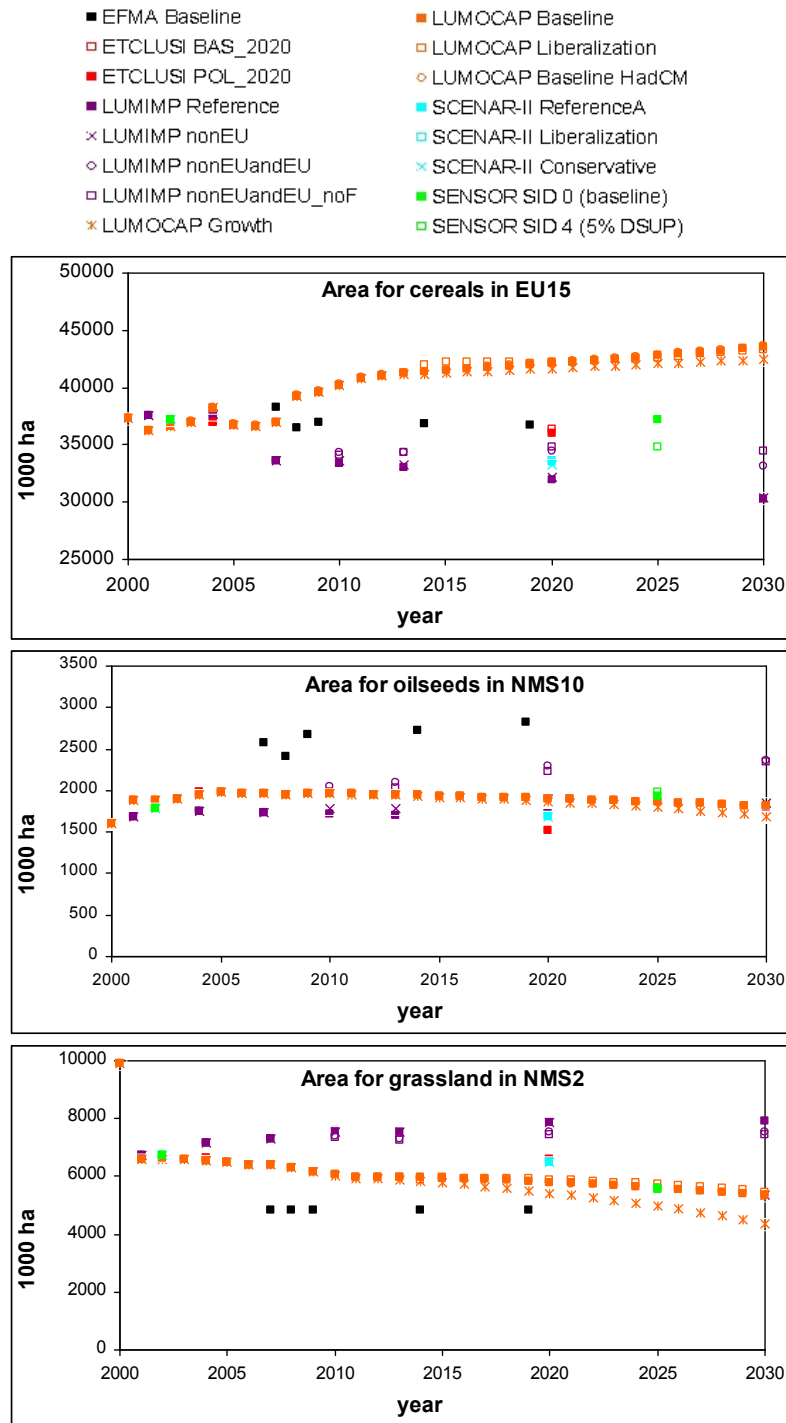 EFMA Baseline
ETCLUSI BAS_2020
ETCLUSI POL_2020
LUMIMP Reference
LUMIMP nonEU
LUMIMP nonEUandEU
LUMIMP nonEUandEU_noF
LUMOCAP Growth
LUMOCAP Baseline
LUMOCAP Liberalization
LUMOCAP Baseline HadCM
SCENAR-II ReferenceA
SCENAR-II Liberalization
SCENAR-II Conservative
SENSOR SID 0 (baseline)
SENSOR SID 4 (5% DSUP)
Area for cereals in EU15
1000 ha
50000
45000
40000
35000
30000
25000
2000 2005 2010 2015 2020 2025 2030
year
Area for oilseeds in NMS10
1000 ha
3500
3000
2500
2000
1500
1000
500
0
2000 2005 2010 2015 2020 2025 2030
year
Area for grassland in NMS2
1000 ha
10000
8000
6000
4000
2000
0
2000 2005 2010 2015 2020 2025 2030
year